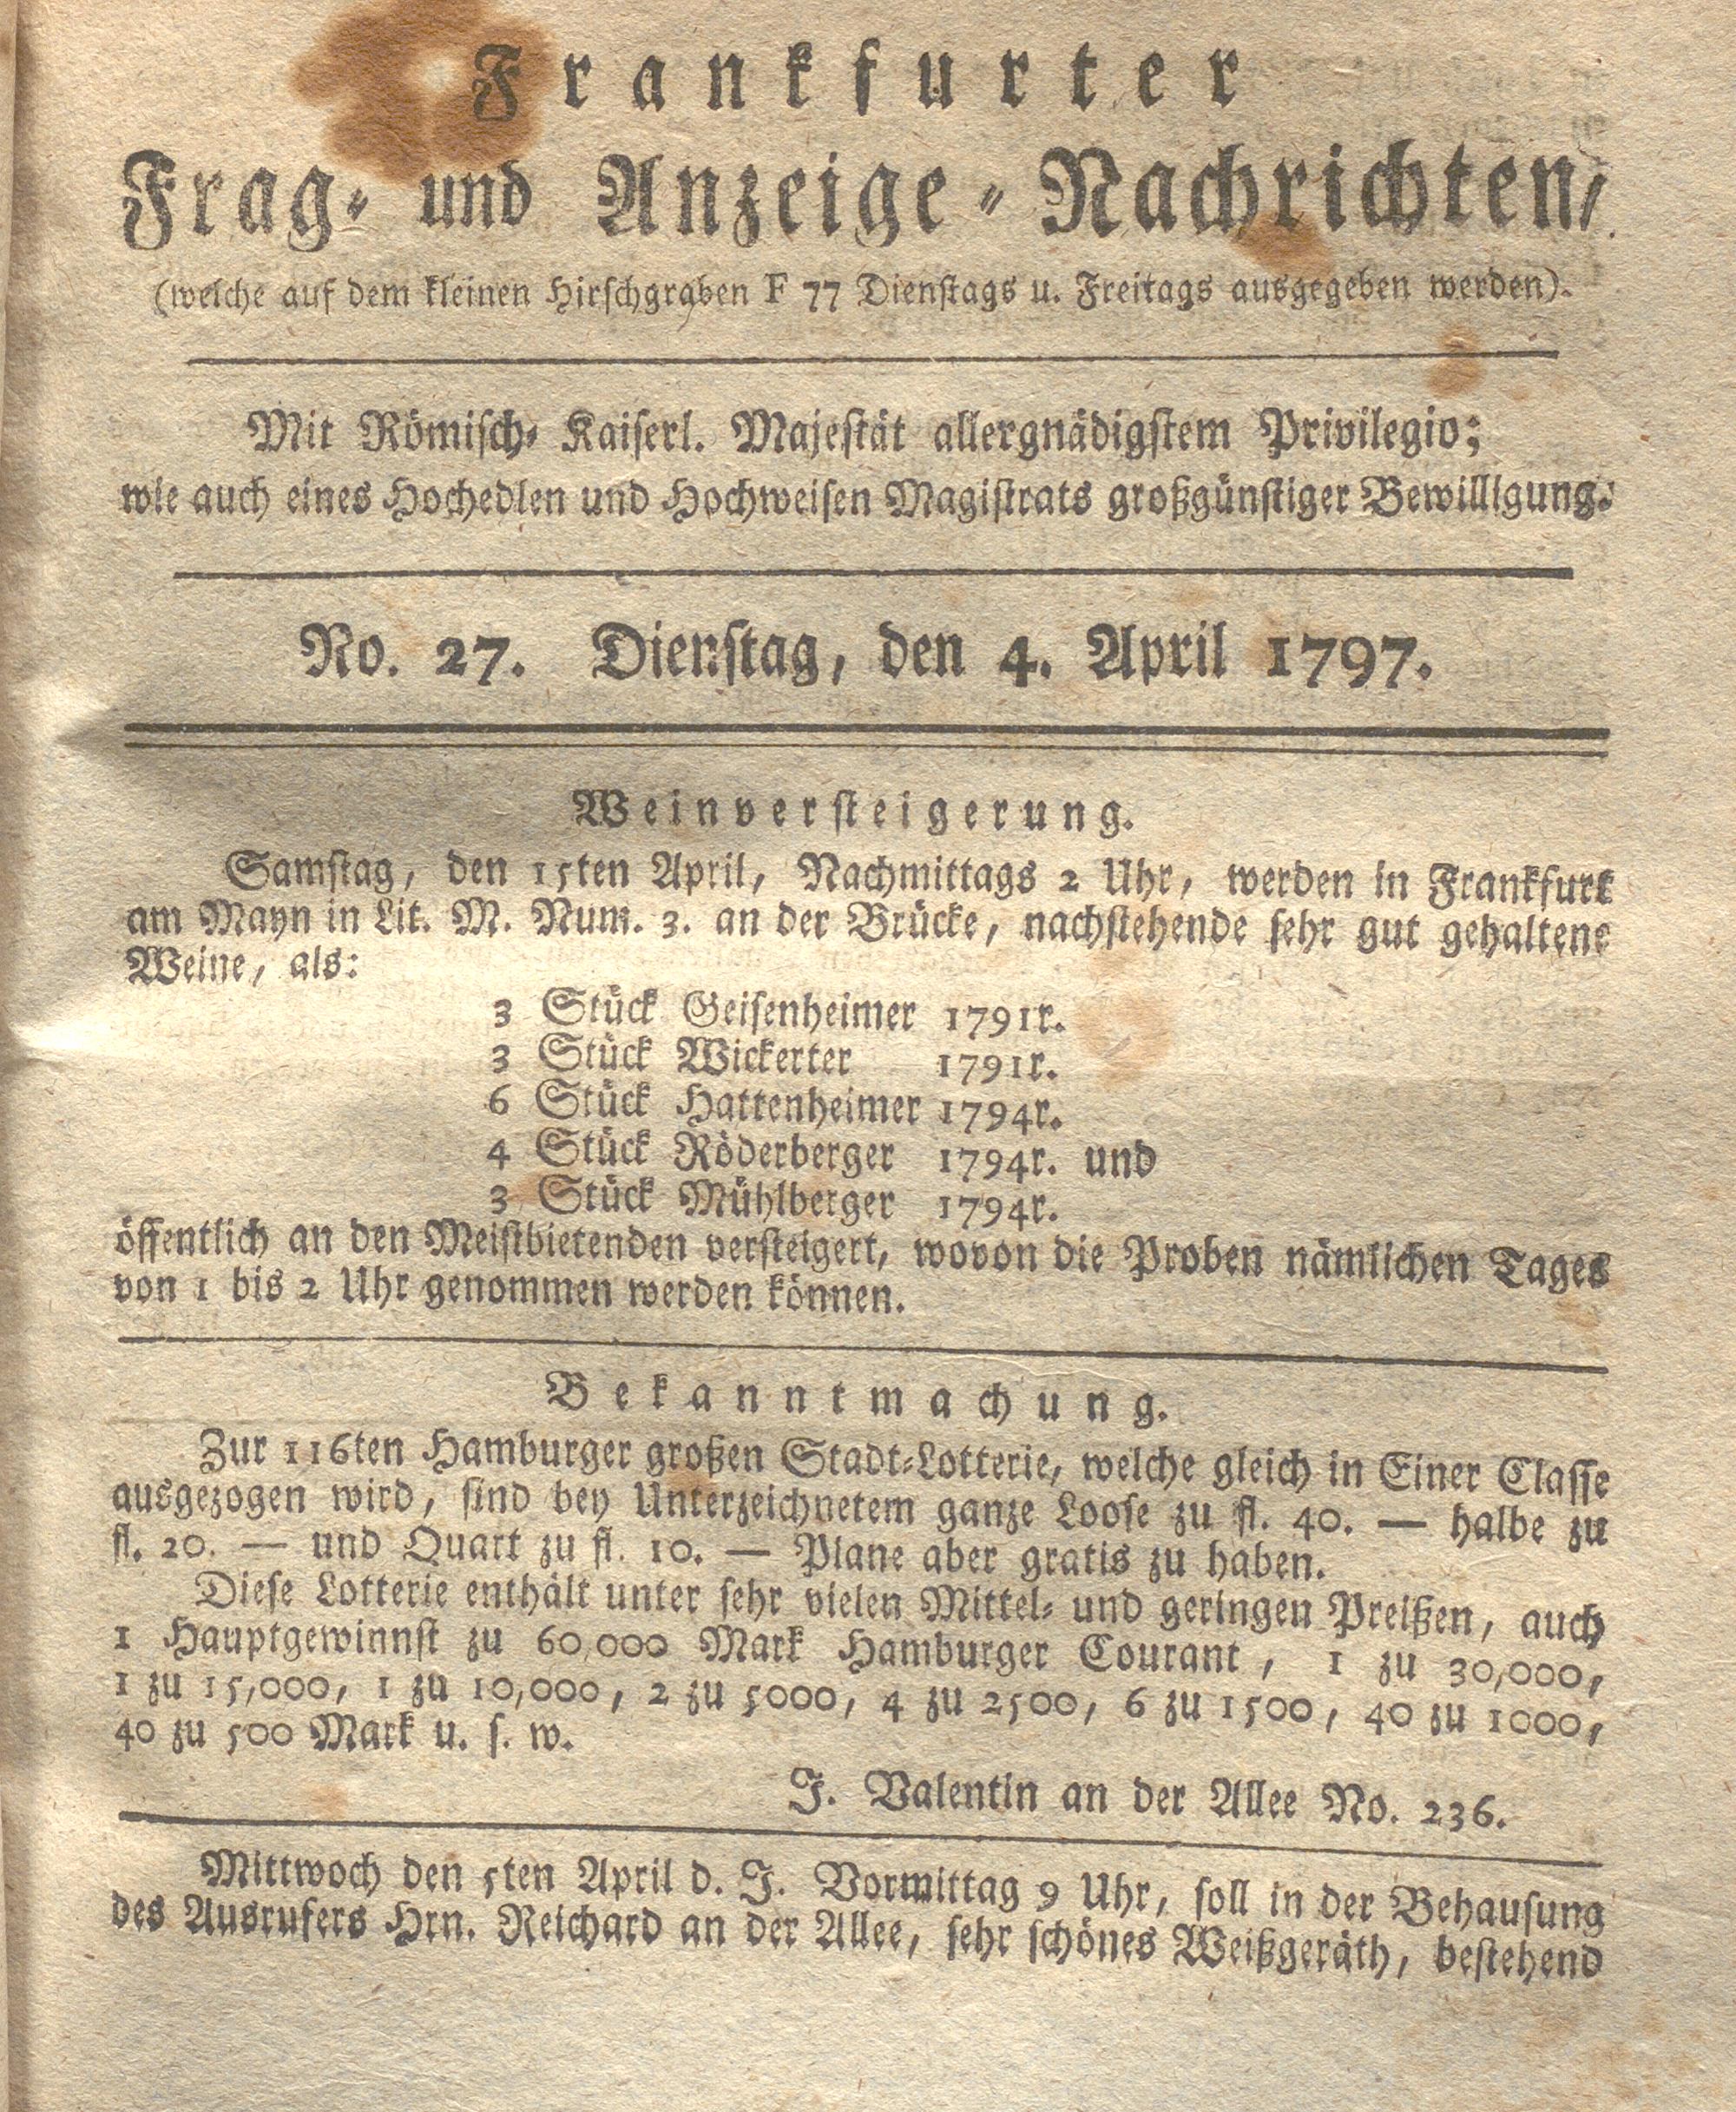 Frankfurter
Frag- und Anzeige-Nachrichten,
(welche auf dem kleinen Hirschgraben F 77 Dienstags u. Freitags ausgegeben werden).
Mit Römisch- Kaiserl. Majestät allergnädigstem Privilegio;
wie auch eines Hochedlen und Hochweisen Magistrats großgünstiger Bewilligung.
No. 27. Dienstag, den 4. April 1797.
Weinversteigerung.
Samstag, den 15ten April, Nachmittags 2 Uhr, werden in Frankfurt
am Mayn in Lit. M. Num. 3. an der Brücke, nachstehende sehr gut gehaltene
Weine, als:
3 Stück Geisenheimer 1791r.
3 Stück Wickerter 1791r.
6 Stück Hattenheimer 1794r.
4 Stück Röderberger 1794r. und
3 Stück Mühlberger 1794r.
öffentlich an den Meistbietenden versteigert, wovon die Proben nämlichen Tages
von 1 bis 2 Uhr genommen werden können.
Bekanntmachung.
Zur 116ten Hamburger großen Stadt-Lotterie, welche gleich in Einer Classe
ausgezogen wird, sind bey Unterzeichnetem ganze Loose zu fl. 40. — halbe zu
fl. 20. — und Quart zu fl. 10. — Plane aber gratis zu haben.
Diese Lotterie enthält unter sehr vielen Mittel- und geringen Preißen, auch
1 Hauptgewinnst zu 60,000 Mark Hamburger Courant, 1 zu 30,000,
1 zu 15,000, 1 zu 10,000, 2 zu 5000, 4 zu 2500, 6 zu 1500, 40 zu 1000,
40 zu 500 Mark u. s. w.
J. Valentin an der Allee No. 236.
Mittwoch den 5ten April d. J. Vormittag 9 Uhr, soll in der Behausung
des Ausrufers Hrn. Reichard an der Allee, sehr schönes Weißgeräth, bestehend